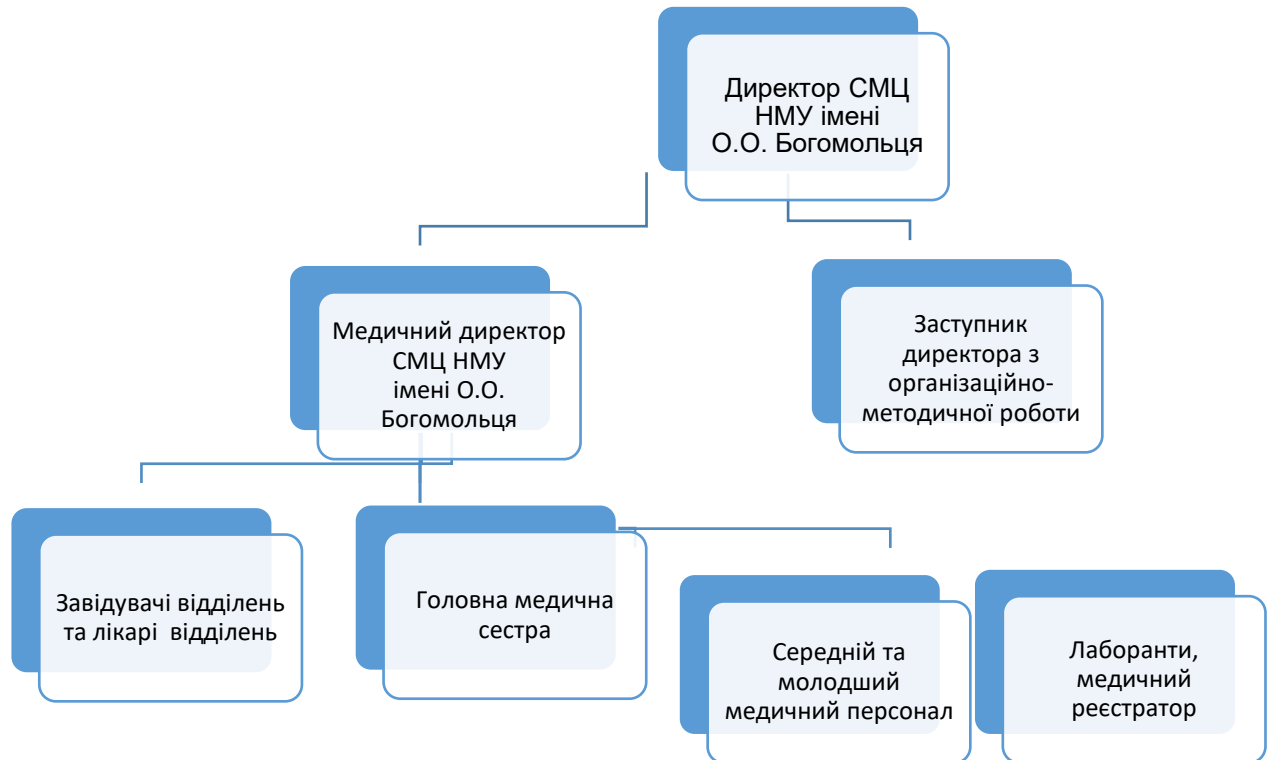 Директор СМЦ
НМУ імені
О.О. Богомольця
Медичний директор
СМЦ НМУ
імені О.О.
Богомольця
Заступник
директора з
організаційно-
методичної роботи
Завідувачі відділень
та лікарі відділень
Головна медична
сестра
Середній та
молодший
медичний персонал
Лаборанти,
медичний
реєстратор